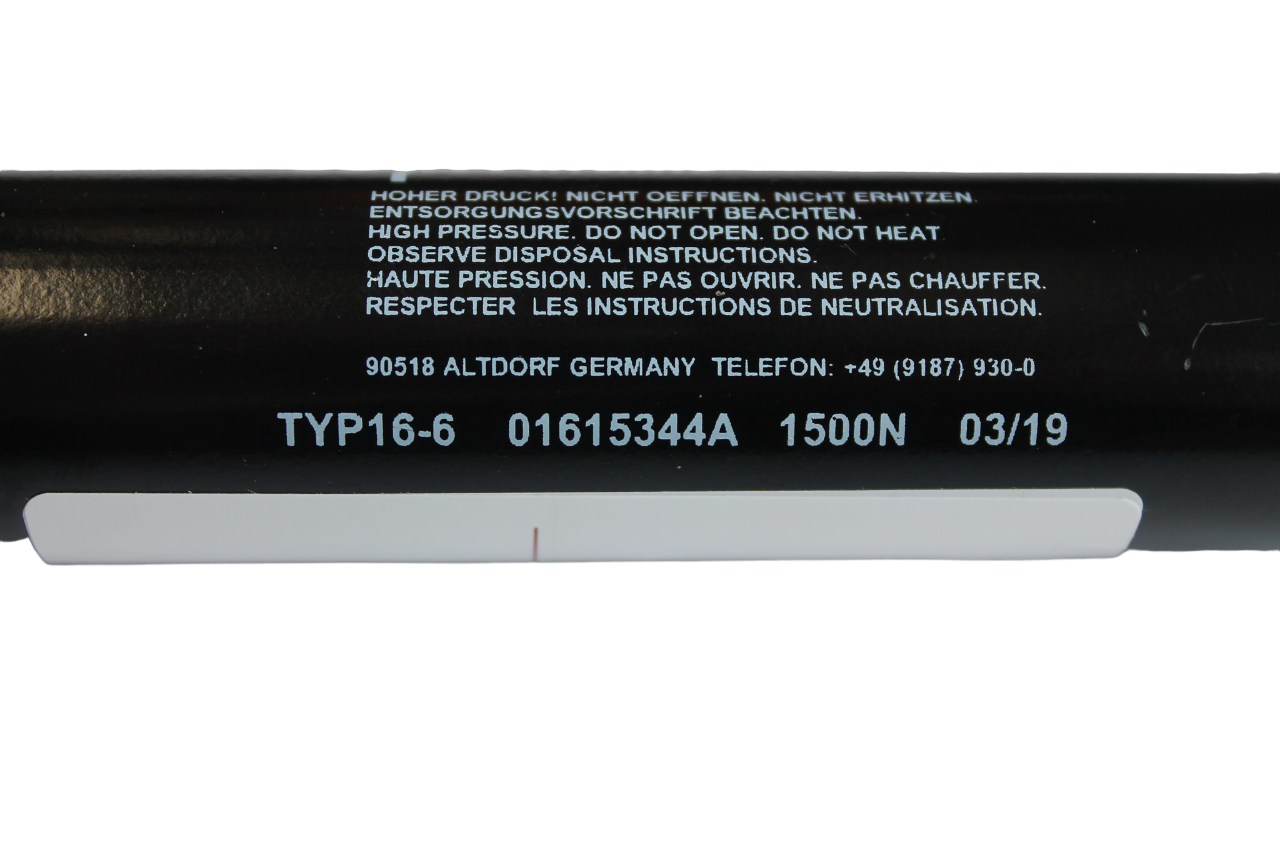 HOHER DRUCK! NICHT OEFFNEN. NICHT ERHITZEN.
ENTSORGUNGSVORSCHRIFT BEACHTEN.
HIGH PRESSURE. DO NOT OPEN. DO NOT HEAT
OBSERVE DISPOSAL INSTRUCTIONS.
HAUTE PRESSION. NE PAS OUVRIR. NE PAS CHAUFFER.
RESPECTER LES INSTRUCTIONS DE NEUTRALISATION.
90518 ALTDORF GERMANY TELEFON: +49 (9187) 930-0
TYP16-6 01615344A 1500N 03/19